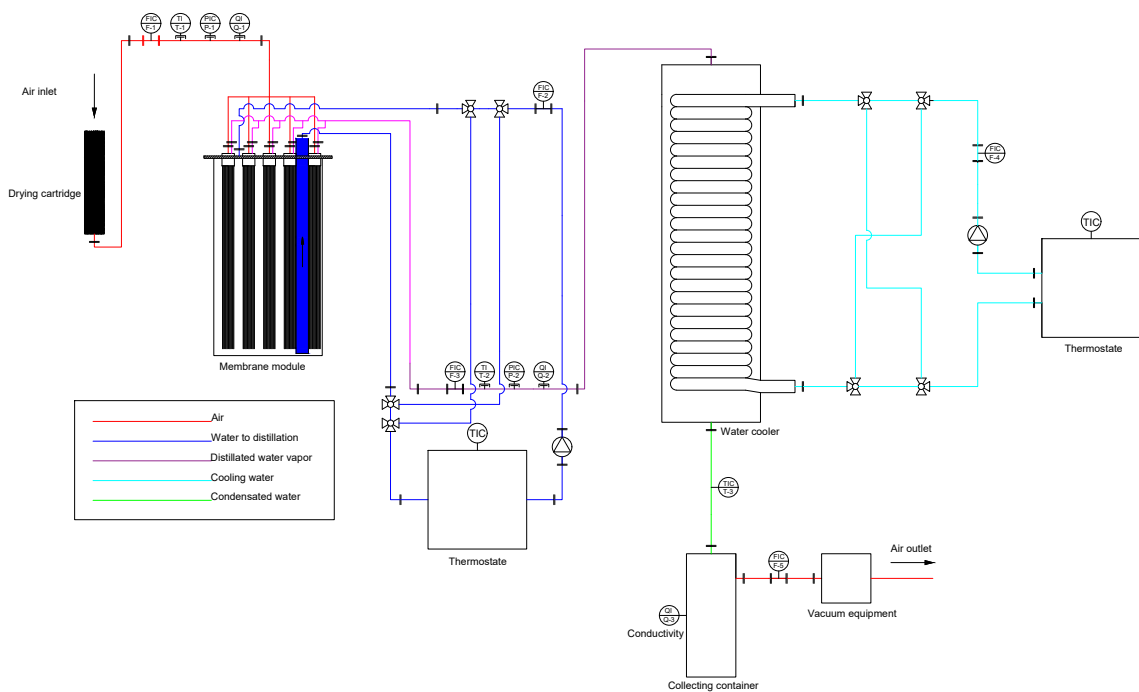 FIC
F-1
TI
T-1
PIC
P-1
QI
Q-1
Air inlet
Drying cartridge
Membrane module
FIC
F-2
FIC
F-3
TI
T-2
PIC
P-2
QI
Q-2
TIC
Thermostate
Water cooler
FIC
F-4
TIC
Thermostate
Air
Water to distillation
Distillated water vapor
Cooling water
Condensated water
TIC
T-3
FIC
F-5
Air outlet
Vacuum equipment
QI
Q-3
Conductivity
Collecting container